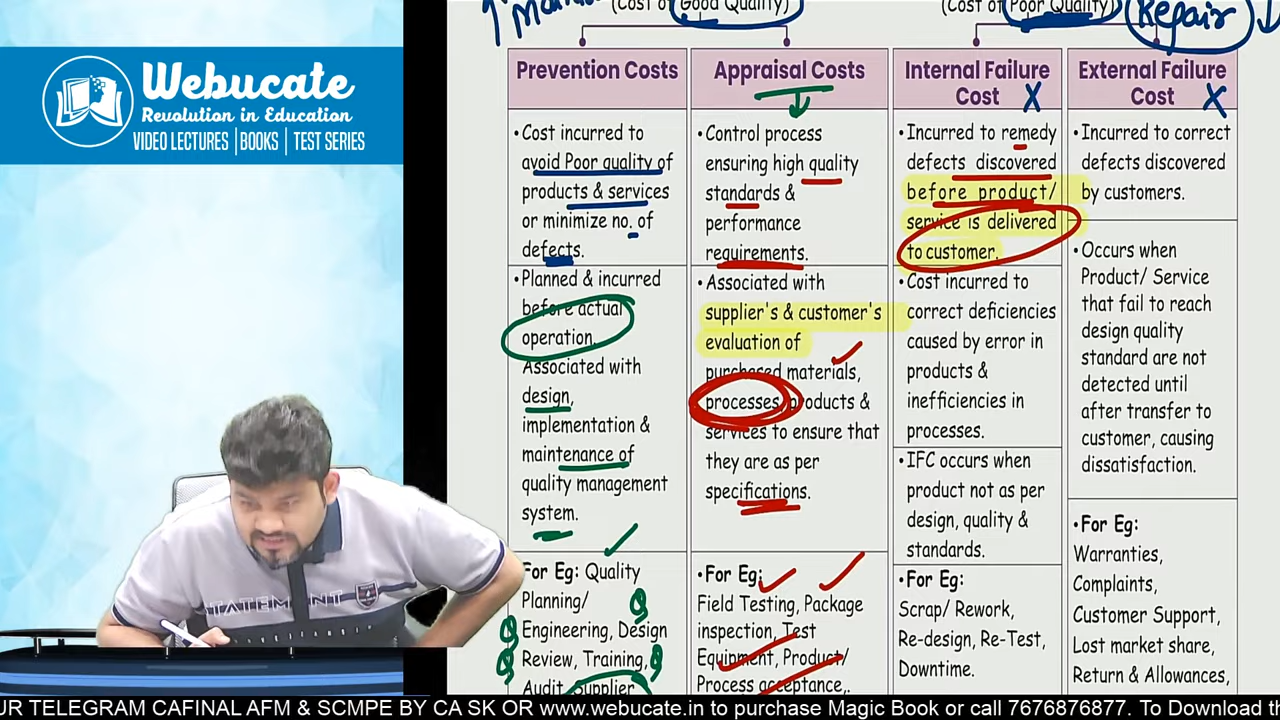 Webucate
Revolution in Education
VIDEO LECTURES | BOOKS | TEST SERIES
(Cost of Good Quality)
(Cost of Poor Quality)
Repair
Prevention Costs
• Cost incurred to
avoid Poor quality of
products & services
or minimize no. of
defects.
• Planned & incurred
before actual
operation.
Associated with
design,
implementation &
maintenance of
quality management
system.
For Eg: Quality
Planning/
Engineering, Design
Review, Training,
Audit, Supplier
Appraisal Costs
• Control process
ensuring high quality
standards &
performance
requirements.
• Associated with
supplier's & customer's
evaluation of
purchased materials,
processes, products &
services to ensure that
they are as per
specifications.
• For Eg:
Field Testing, Package
inspection, Test
Equipment, Product/
Process acceptance,.
Internal Failure
Cost X
• Incurred to remedy
defects discovered
before product/
service is delivered
to customer.
• Cost incurred to
correct deficiencies
caused by error in
products &
inefficiencies in
processes.
• IFC occurs when
product not as per
design, quality &
standards.
• For Eg:
Scrap/ Rework,
Re-design, Re-Test,
Downtime.
External Failure
Cost X
• Incurred to correct
defects discovered
by customers.
• Occurs when
Product/ Service
that fail to reach
design quality
standard are not
detected until
after transfer to
customer, causing
dissatisfaction.
• For Eg:
Warranties,
Complaints,
Customer Support,
Lost market share,
Return & Allowances,
STATEMENT
UR TELEGRAM CAFINAL AFM & SCMPE BY CA SK OR www.webucate.in to purchase Magic Book or call 7676876877. To Download th